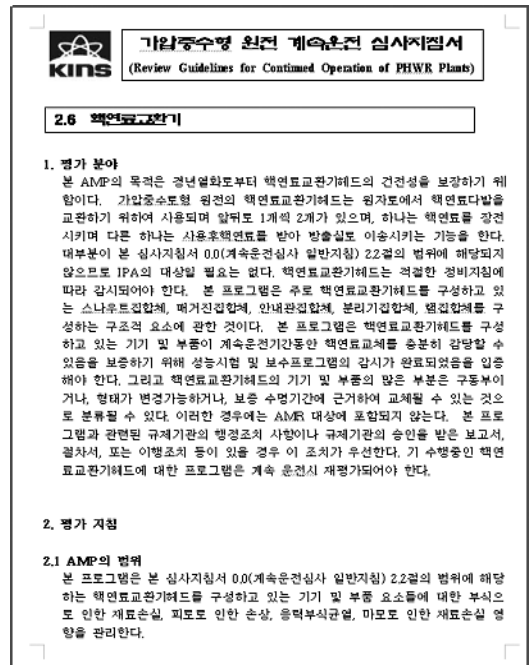 KINS
가압중수형 원전 계속운전 심사지침서
(Review Guidelines for Continued Operation of PHWR Plants)
2.6 핵연료교환기
1. 평가 분야
본 AMP의 목적은 경년열화로부터 핵연료교환기헤드의 건전성을 보장하기 위
함이다. 가압중수로형 원전의 핵연료교환기헤드는 원자로에서 핵연료다발을
교환하기 위하여 사용되며 앞뒤로 1개씩 2개가 있으며, 하나는 핵연료를 장전
시키며 다른 하나는 사용후핵연료를 받아 방출실로 이송시키는 기능을 한다.
대부분이 본 심사지침서 0.0(계속운전심사 일반지침) 2.2절의 범위에 해당되지
않으므로 IPA의 대상일 필요는 없다. 핵연료교환기헤드는 적절한 정비지침에
따라 감시되어야 한다. 본 프로그램은 주로 핵연료교환기헤드를 구성하고 있
는 스나우트집합체, 매거진집합체, 안내관집합체, 분리기집합체, 램집합체를 구
성하는 구조적 요소에 관한 것이다. 본 프로그램은 핵연료교환기헤드를 구성
하고 있는 기기 및 부품이 계속운전기간동안 핵연료교체를 충분히 감당할 수
있음을 보증하기 위해 성능시험 및 보수프로그램의 감시가 완료되었음을 입증
해야 한다. 그리고 핵연료교환기헤드의 기기 및 부품의 많은 부분은 구동부이
거나, 형태가 변경가능하거나, 보증 수명기간에 근거하여 교체될 수 있는 것으
로 분류될 수 있다. 이러한 경우에는 AMR 대상에 포함되지 않는다. 본 프로
그램과 관련된 규제기관의 행정조치 사항이나 규제기관의 승인을 받은 보고서,
절차서, 또는 이행조치 등이 있을 경우 이 조치가 우선한다. 기 수행중인 핵연
료교환기헤드에 대한 프로그램은 계속 운전시 재평가되어야 한다.
2. 평가 지침
2.1 AMP의 범위
본 프로그램은 본 심사지침서 0.0(계속운전심사 일반지침) 2.2절의 범위에 해당
하는 핵연료교환기헤드를 구성하고 있는 기기 및 부품 요소들에 대한 부식으
로 인한 재료손실, 피로로 인한 손상, 응력부식균열, 마모로 인한 재료손실 영
향을 관리한다.